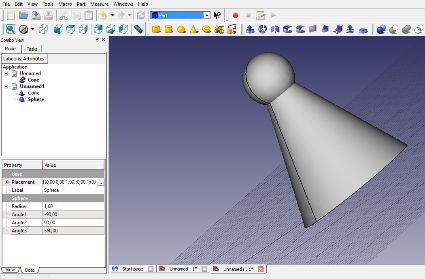 File Edit View Tools Macro Part Measure Windows Help
Part
Combo View
Model Tasks
Labels & Attributes
Application
Unnamed
Cone
Unnamed1
Cone
Sphere
Property Value
Base
Placement
Label Sphere
Sphere
Radius 1,00
Angle1 -90,00
Angle2 90,00
Angle3 360,00
View Data
Start page Unnamed : 1* Unnamed1 : 1*